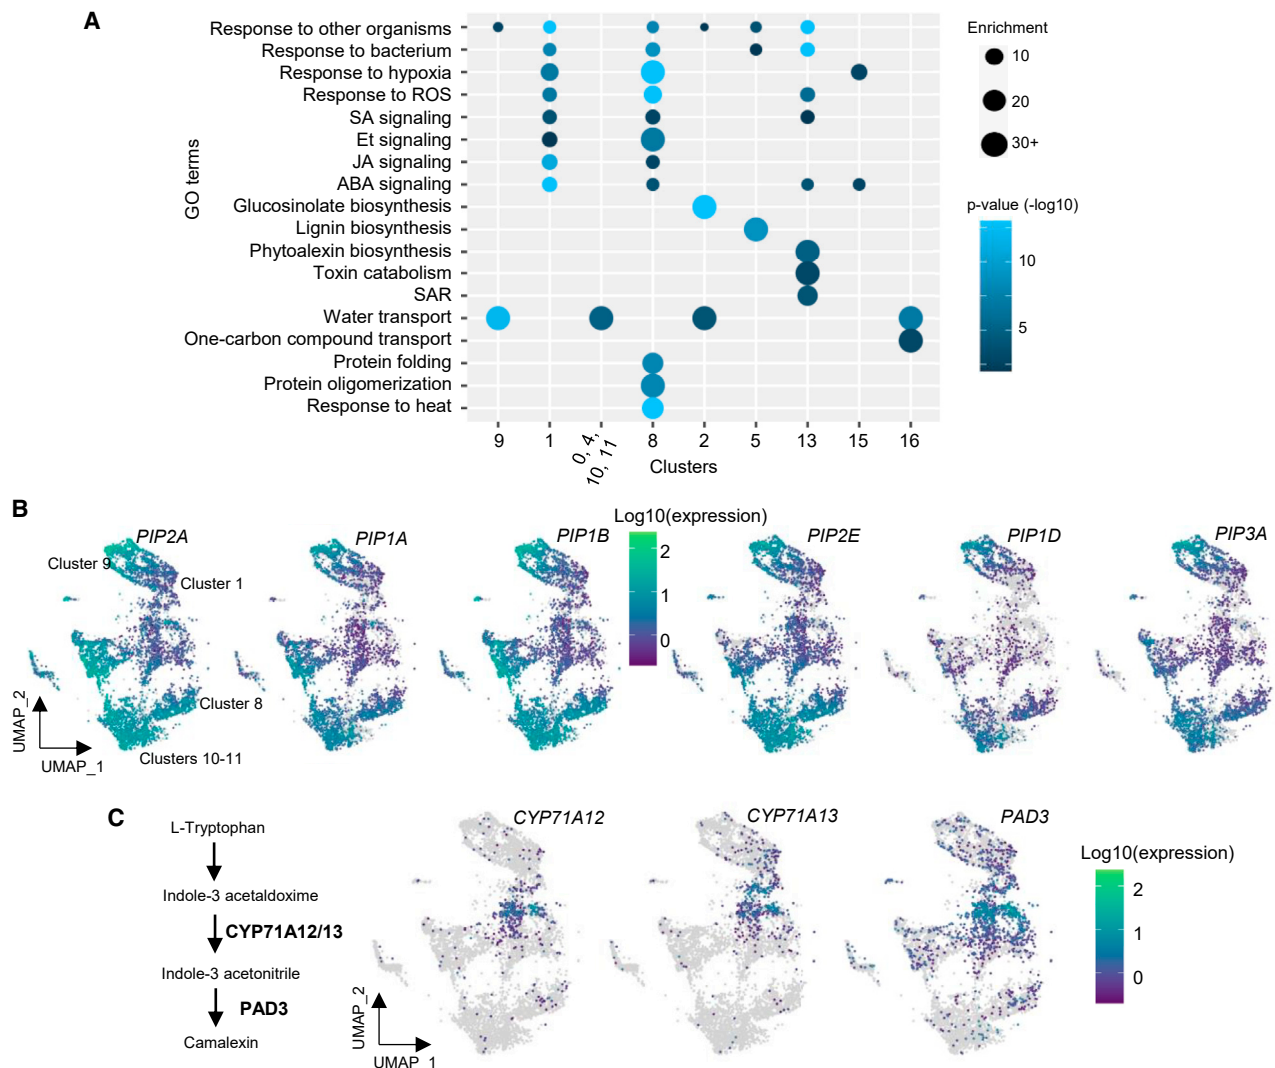 A
GO terms
Response to other organisms
Response to bacterium
Response to hypoxia
Response to ROS
SA signaling
Et signaling
JA signaling
ABA signaling
Glucosinolate biosynthesis
Lignin biosynthesis
Phytoalexin biosynthesis
Toxin catabolism
SAR
Water transport
One-carbon compound transport
Protein folding
Protein oligomerization
Response to heat
9 1 0, 4, 10, 11 8 2 5 13 15 16
Clusters
Enrichment
10
20
30+
p-value (-log10)
10
5
B
PIP2A
Cluster 9
Cluster 1
Cluster 8
Clusters 10-11
UMAP_2
UMAP_1
PIP1A
PIP1B
Log10(expression)
2
1
0
PIP2E
PIP1D
PIP3A
C
L-Tryptophan
Indole-3 acetaldoxime
CYP71A12/13
Indole-3 acetonitrile
PAD3
Camalexin
UMAP_2
UMAP_1
CYP71A12
CYP71A13
PAD3
Log10(expression)
2
1
0